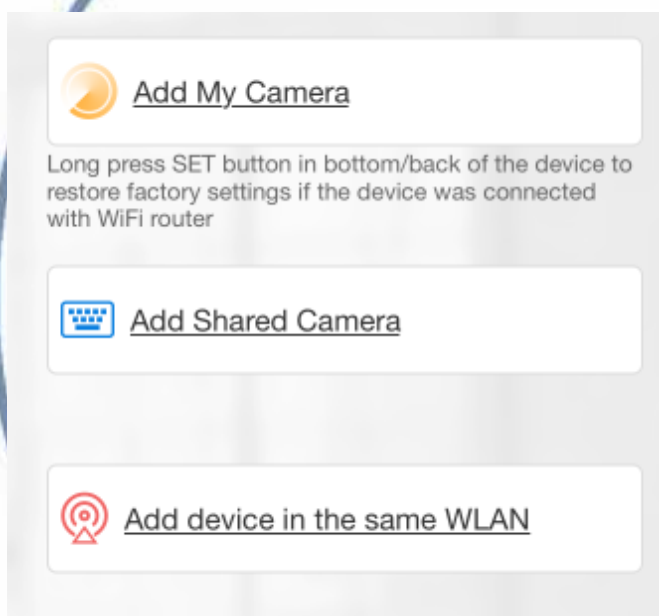 Add My Camera
Long press SET button in bottom/back of the device to
restore factory settings if the device was connected
with WiFi router
Add Shared Camera
Add device in the same WLAN